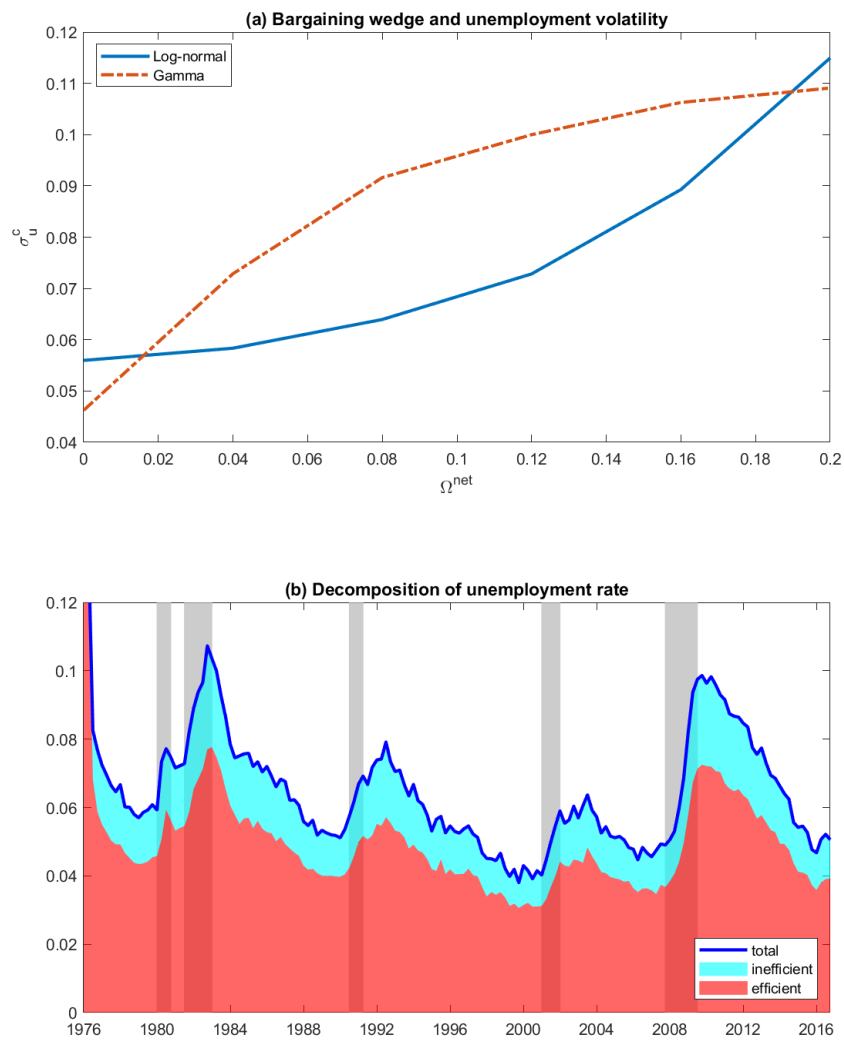 (a) Bargaining wedge and unemployment volatility
0.12
0.11
0.1
0.09
0.08
0.07
0.06
0.05
0.04
σ_u^c
Log-normal
Gamma
0 0.02 0.04 0.06 0.08 0.1 0.12 0.14 0.16 0.18 0.2
Ω^net
(b) Decomposition of unemployment rate
0.12
0.1
0.08
0.06
0.04
0.02
0
total
inefficient
efficient
1976 1980 1984 1988 1992 1996 2000 2004 2008 2012 2016